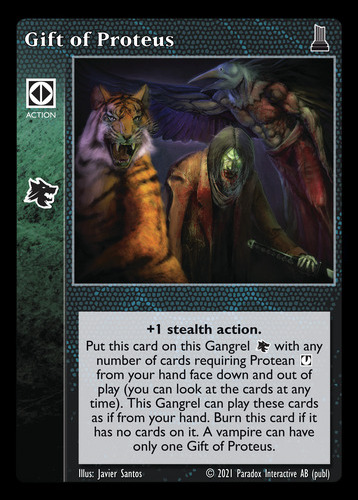 Gift of Proteus
ACTION
+1 stealth action.
Put this card on this Gangrel with any
number of cards requiring Protean
from your hand face down and out of
play (you can look at the cards at any
time). This Gangrel can play these cards
as if from your hand. Burn this card if it
has no cards on it. A vampire can have
only one Gift of Proteus.
Illus: Javier Santos © 2021 Paradox Interactive AB (publ)